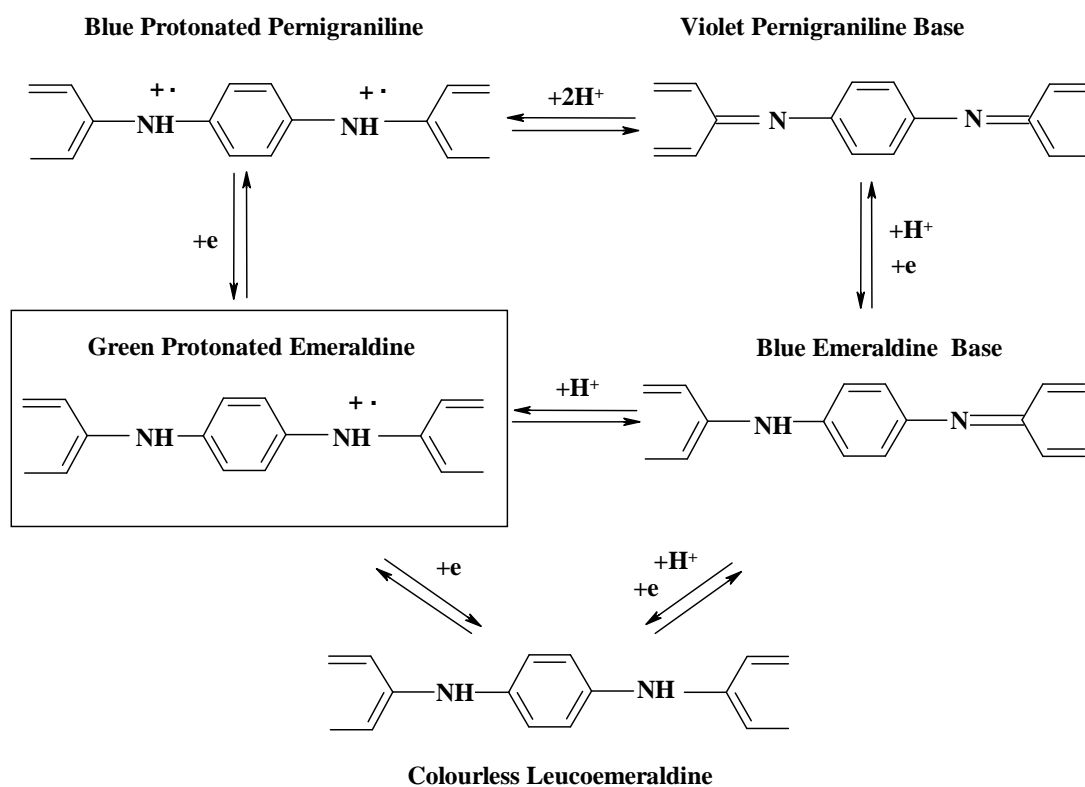 Blue Protonated Pernigraniline
Violet Pernigraniline Base
+ · + ·
NH NH
+2H⁺
N N
+e
+H⁺
+e
Green Protonated Emeraldine
Blue Emeraldine Base
+ ·
NH NH
+H⁺
NH N
+e
+H⁺
+e
NH NH
Colourless Leucoemeraldine